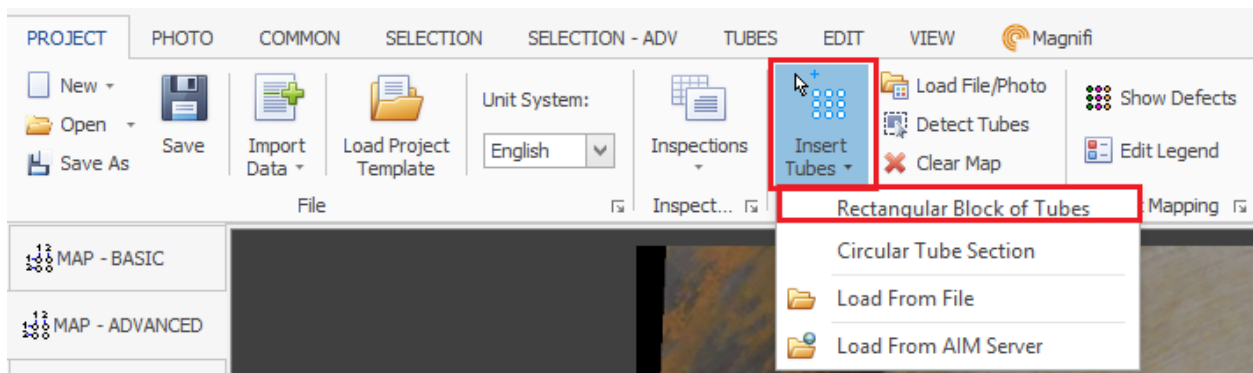 PROJECT PHOTO COMMON SELECTION SELECTION - ADV TUBES EDIT VIEW Magnifi
New
Open
Save As
Save
Import
Data
Load Project
Template
Unit System:
English
File
Inspections
Inspect...
Insert
Tubes
Load File/Photo
Detect Tubes
Clear Map
Show Defects
Edit Legend
Mapping
Rectangular Block of Tubes
Circular Tube Section
Load From File
Load From AIM Server
MAP - BASIC
MAP - ADVANCED